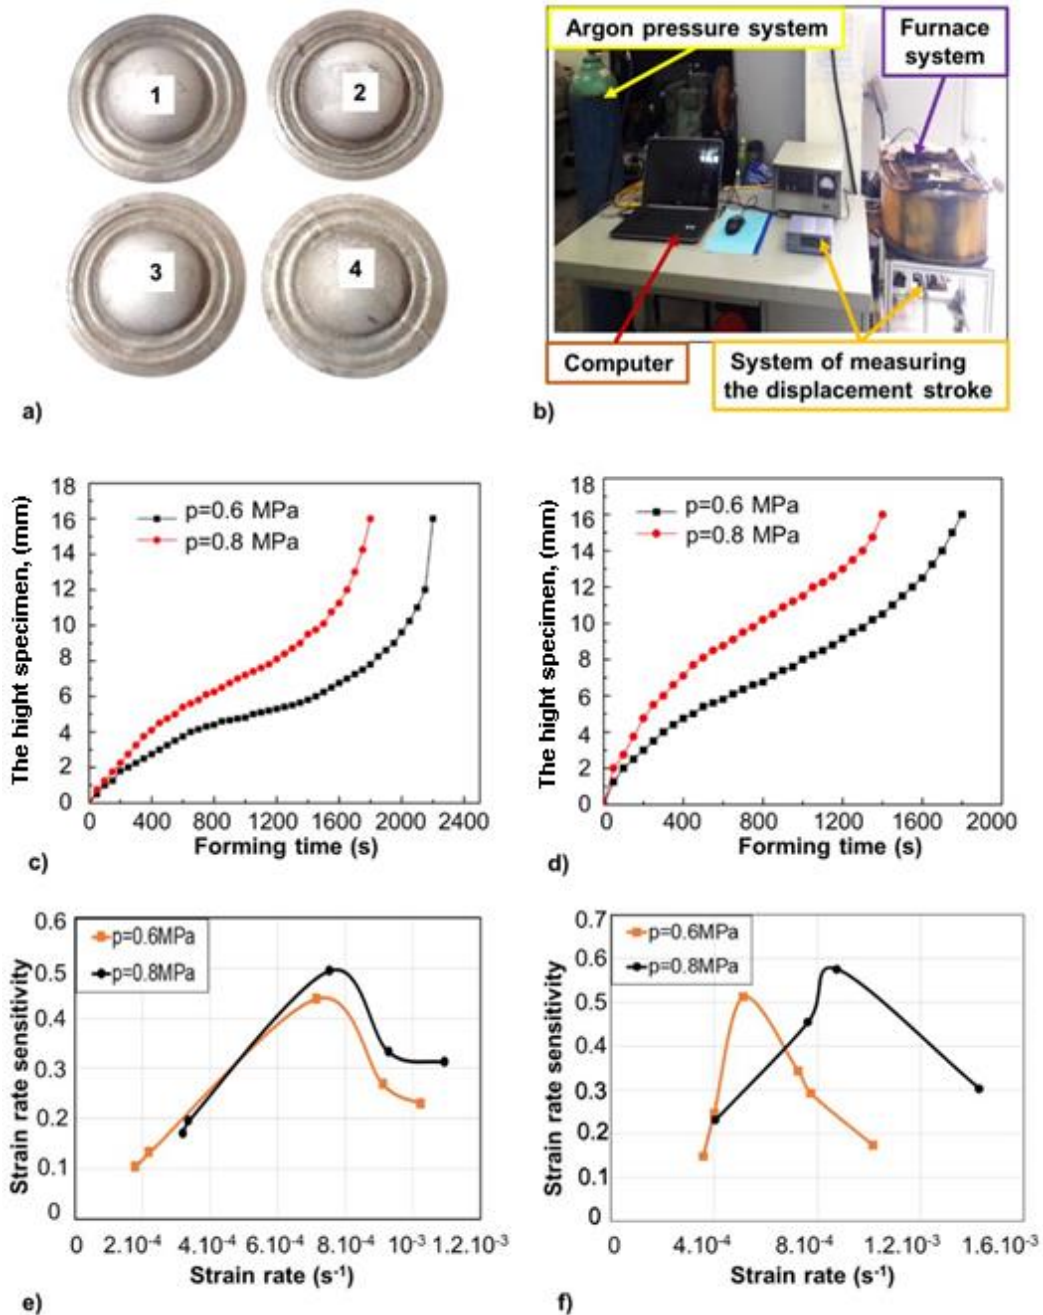 1
2
3
4
a)
Argon pressure system
Furnace
system
Computer
System of measuring
the displacement stroke
b)
The hight specimen, (mm)
18
16
14
12
10
8
6
4
2
0
p=0.6 MPa
p=0.8 MPa
0 400 800 1200 1600 2000 2400
Forming time (s)
c)
The hight specimen, (mm)
18
16
14
12
10
8
6
4
2
0
p=0.6 MPa
p=0.8 MPa
0 400 800 1200 1600 2000
Forming time (s)
d)
Strain rate sensitivity
0.6
0.5
0.4
0.3
0.2
0.1
0
p=0.6MPa
p=0.8MPa
0 2.10-4 4.10-4 6.10-4 8.10-4 10-3 1.2.10-3
Strain rate (s-1)
e)
Strain rate sensitivity
0.7
0.6
0.5
0.4
0.3
0.2
0.1
0
p=0.6MPa
p=0.8MPa
0 4.10-4 8.10-4 1.2.10-3 1.6.10-3
Strain rate (s-1)
f)